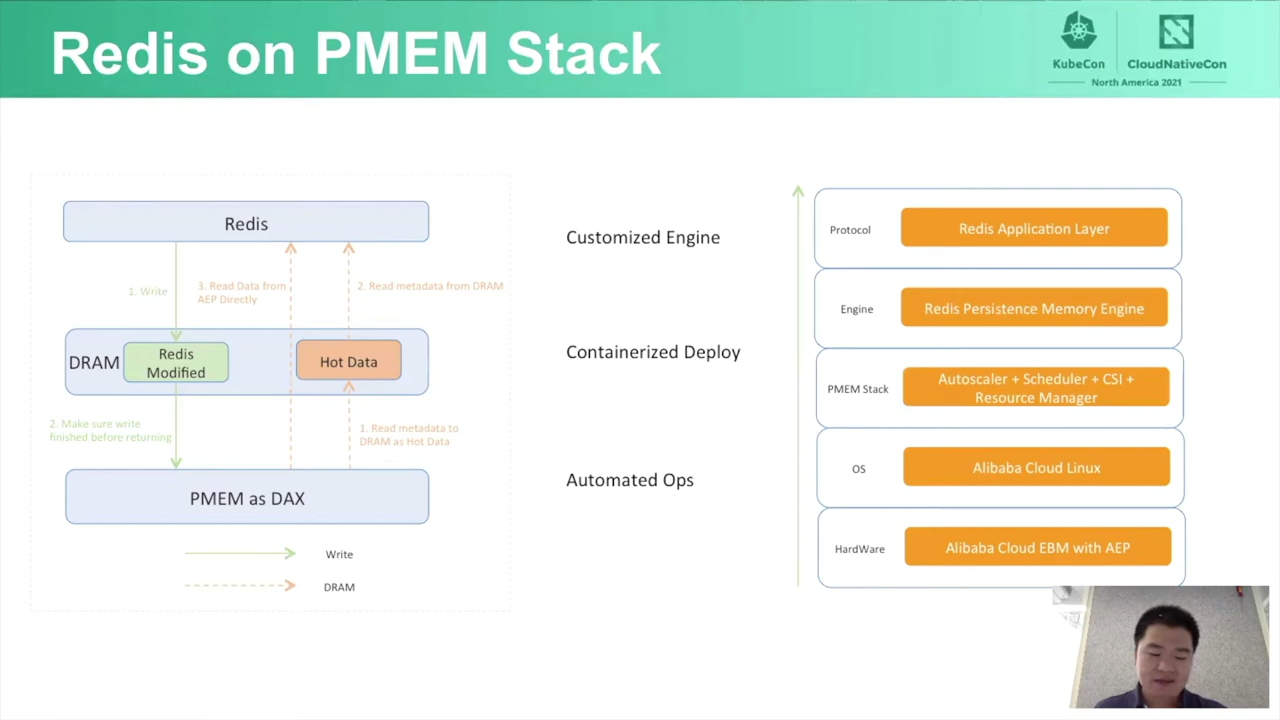 Redis on PMEM Stack
KubeCon
CloudNativeCon
North America 2021
Redis
1. Write
3. Read Data from
AEP Directly
2. Read metadata from DRAM
DRAM
Redis
Modified
Hot Data
2. Make sure write
finished before returning
1. Read metadata to
DRAM as Hot Data
PMEM as DAX
Write
DRAM
Customized Engine
Containerized Deploy
Automated Ops
Protocol
Redis Application Layer
Engine
Redis Persistence Memory Engine
PMEM Stack
Autoscaler + Scheduler + CSI +
Resource Manager
OS
Alibaba Cloud Linux
HardWare
Alibaba Cloud EBM with AEP